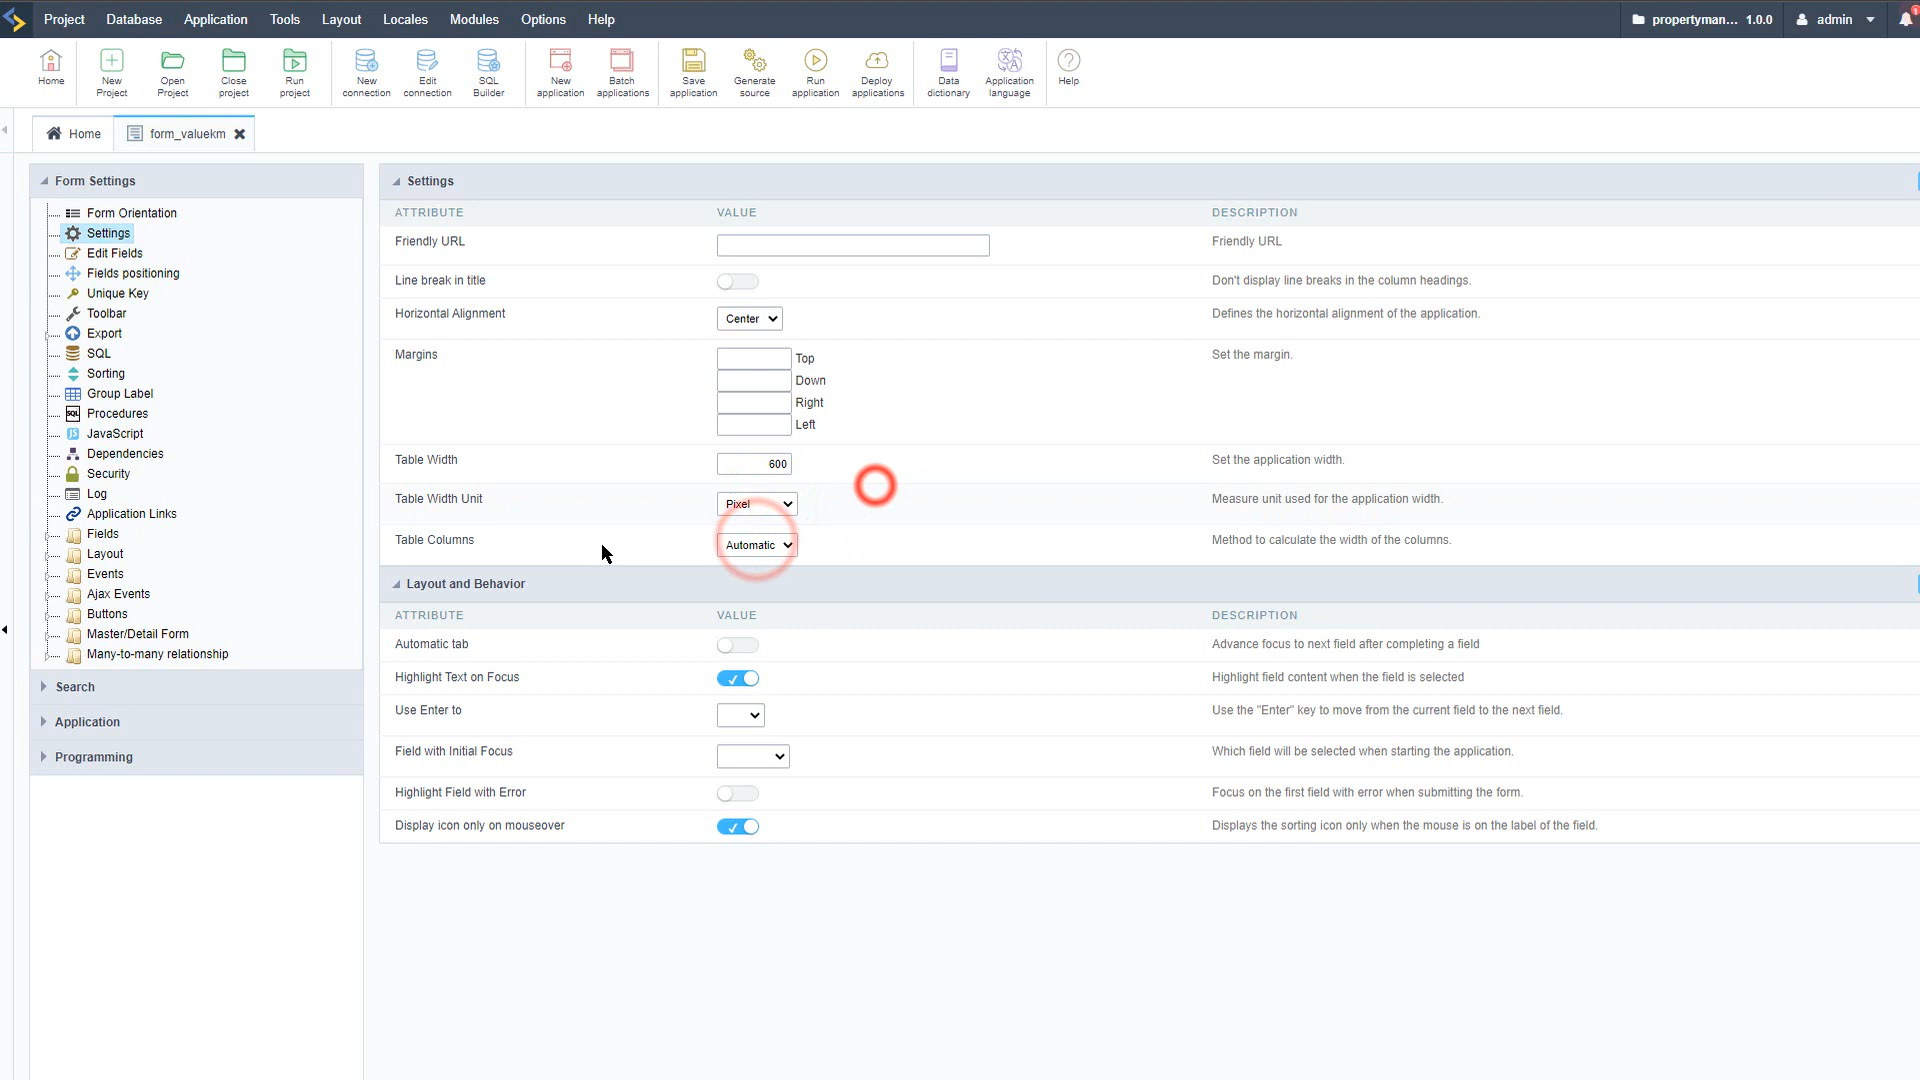 Project Database Application Tools Layout Locales Modules Options Help propertyman... 1.0.0 admin 1
Home
New Project
Open Project
Close project
Run project
New connection
Edit connection
SQL Builder
New application
Batch applications
Save application
Generate source
Run application
Deploy applications
Data dictionary
Application language
Help
Home form_valuekm
Form Settings
Form Orientation
Settings
Edit Fields
Fields positioning
Unique Key
Toolbar
Export
SQL
Sorting
Group Label
SQL Procedures
JS JavaScript
Dependencies
Security
Log
Application Links
Fields
Layout
Events
Ajax Events
Buttons
Master/Detail Form
Many-to-many relationship
Search
Application
Programming
Settings
ATTRIBUTE VALUE DESCRIPTION
Friendly URL Friendly URL
Line break in title Don't display line breaks in the column headings.
Horizontal Alignment Center Defines the horizontal alignment of the application.
Margins Top Set the margin.
Down
Right
Left
Table Width 600 Set the application width.
Table Width Unit Pixel Measure unit used for the application width.
Table Columns Automatic Method to calculate the width of the columns.
Layout and Behavior
ATTRIBUTE VALUE DESCRIPTION
Automatic tab Advance focus to next field after completing a field
Highlight Text on Focus Highlight field content when the field is selected
Use Enter to Use the "Enter" key to move from the current field to the next field.
Field with Initial Focus Which field will be selected when starting the application.
Highlight Field with Error Focus on the first field with error when submitting the form.
Display icon only on mouseover Displays the sorting icon only when the mouse is on the label of the field.